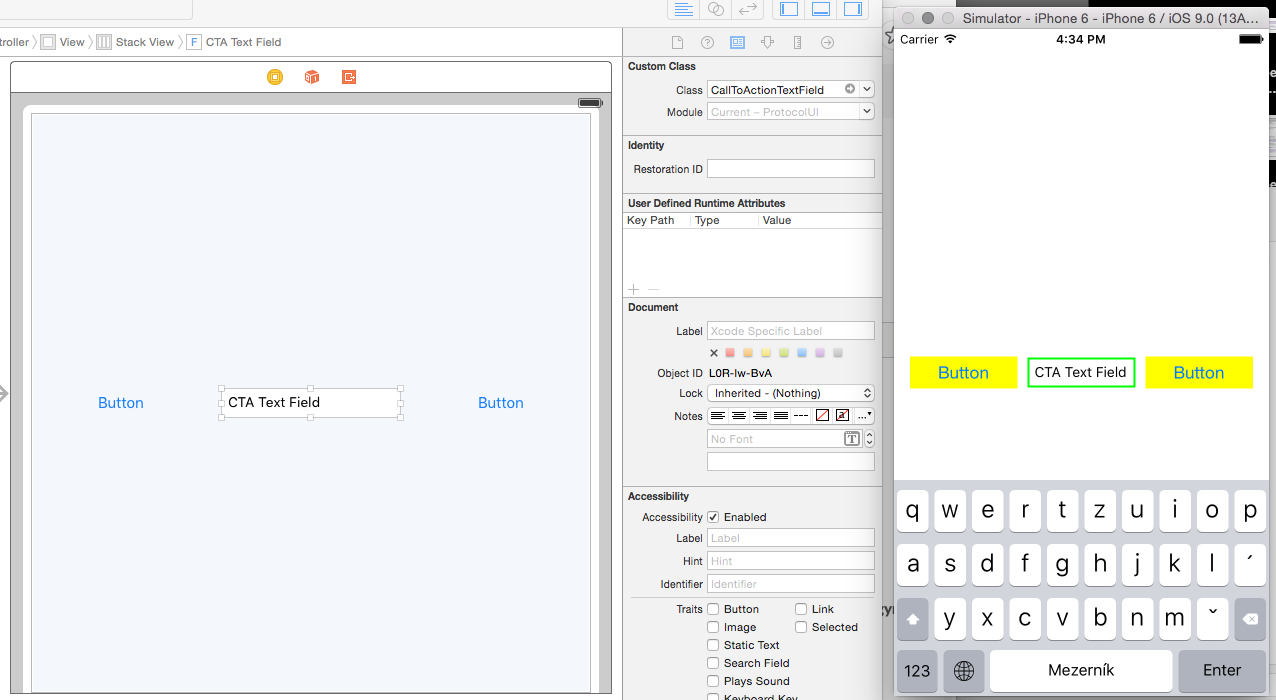 troller View Stack View F CTA Text Field
Button
CTA Text Field
Button
Custom Class
Class CallToActionTextField
Module Current – ProtocolUI
Identity
Restoration ID
User Defined Runtime Attributes
Key Path Type Value
Document
Label Xcode Specific Label
Object ID L0R-lw-BvA
Lock Inherited - (Nothing)
Notes
No Font T
Accessibility
Accessibility Enabled
Label Label
Hint Hint
Identifier Identifier
Traits Button Link
Image Selected
Static Text
Search Field
Plays Sound
Keyboard Key
Simulator - iPhone 6 - iPhone 6 / iOS 9.0 (13A...
Carrier 4:34 PM
Button CTA Text Field Button
q w e r t z u i o p
a s d f g h j k l ´
y x c v b n m ˇ
123 Mezerník Enter